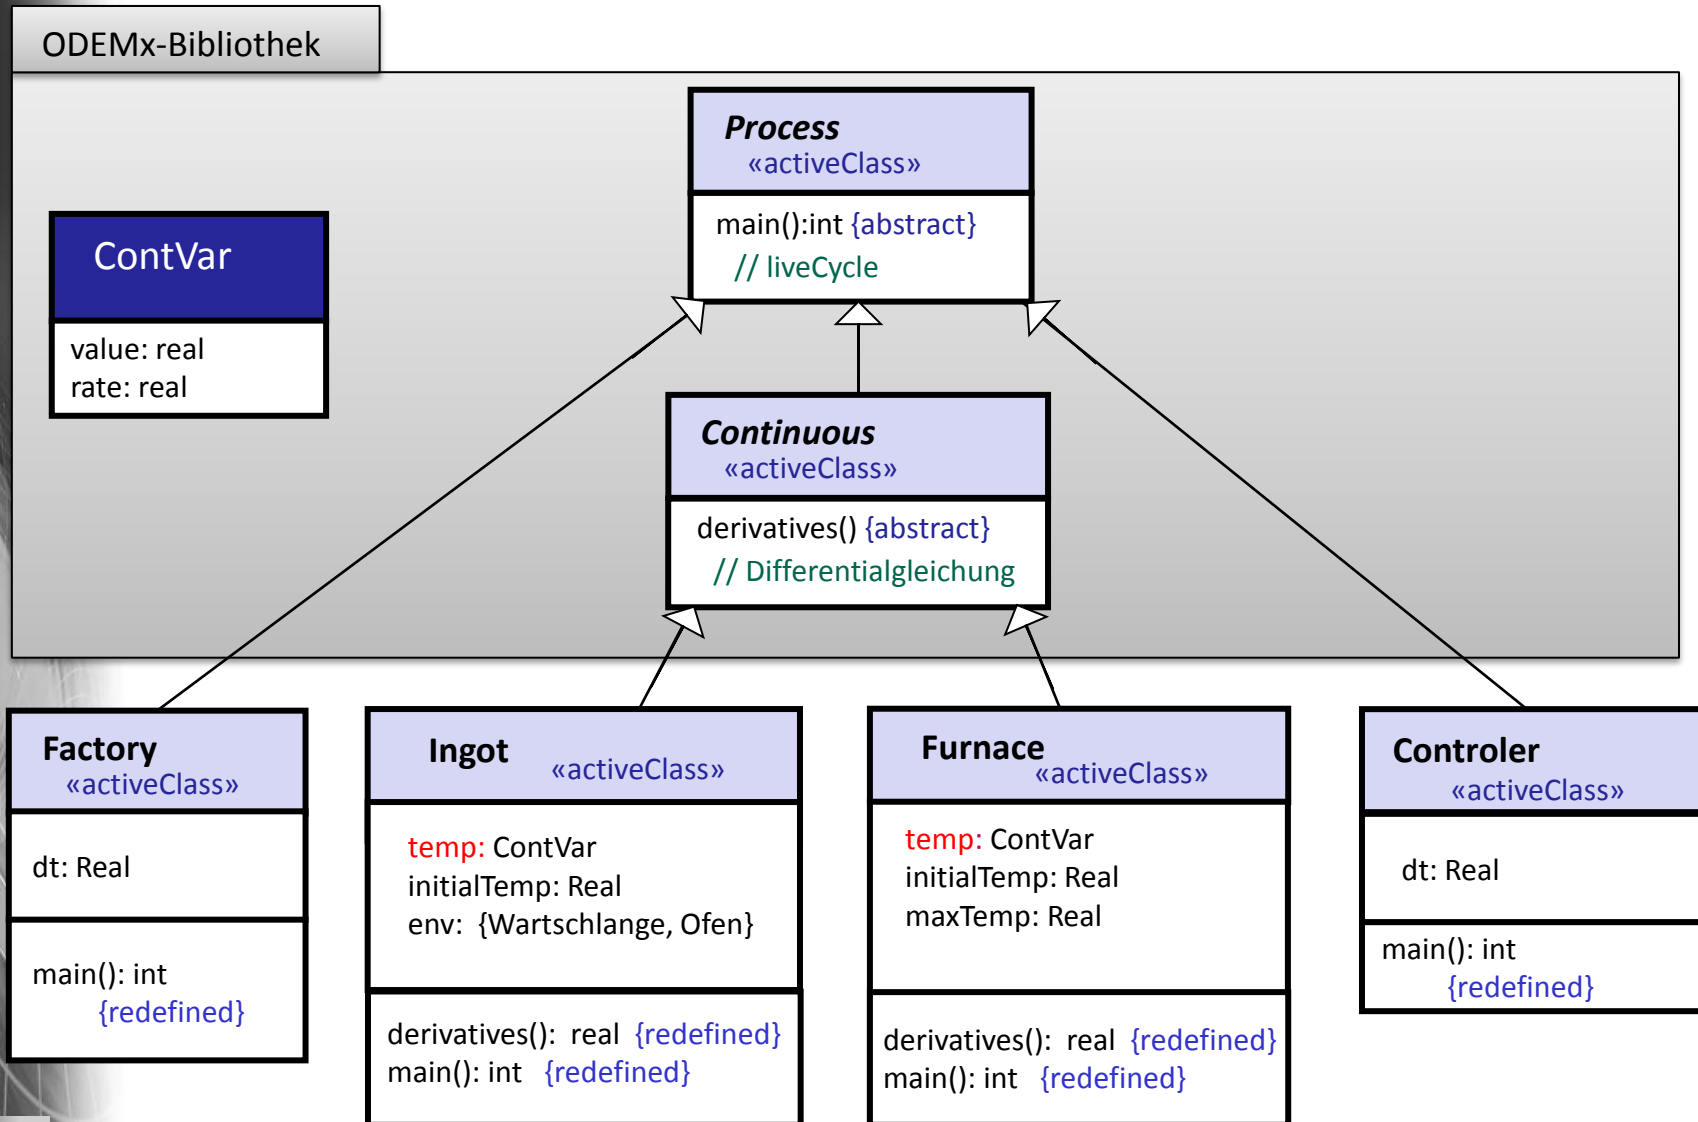 ODEMx-Bibliothek
Process
«activeClass»
main():int {abstract}
// liveCycle
ContVar
value: real
rate: real
Continuous
«activeClass»
derivatives() {abstract}
// Differentialgleichung
Factory
«activeClass»
dt: Real
main(): int
{redefined}
Ingot «activeClass»
temp: ContVar
initialTemp: Real
env: {Wartschlange, Ofen}
derivatives(): real {redefined}
main(): int {redefined}
Furnace «activeClass»
temp: ContVar
initialTemp: Real
maxTemp: Real
derivatives(): real {redefined}
main(): int {redefined}
Controler
«activeClass»
dt: Real
main(): int
{redefined}